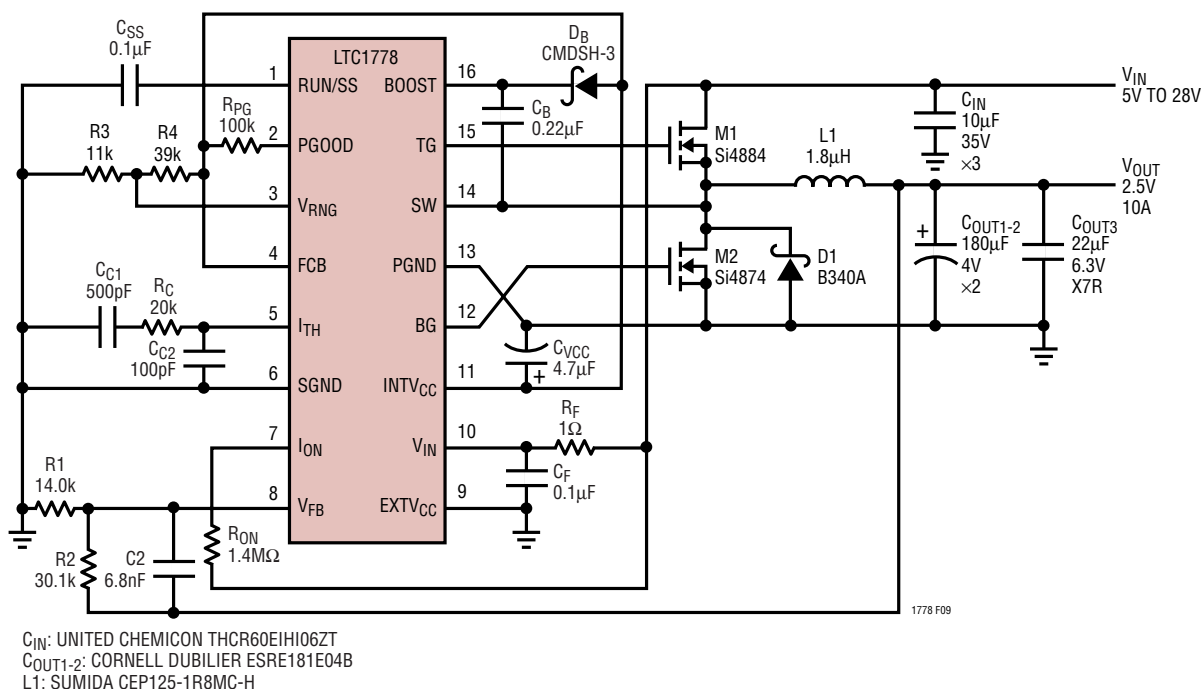 LTC1778
C_SS
0.1µF
1
RUN/SS
R_PG
100k
2
PGOOD
R3
11k
R4
39k
3
V_RNG
4
FCB
C_C1
500pF
R_C
20k
5
I_TH
C_C2
100pF
6
SGND
7
I_ON
R1
14.0k
8
V_FB
R2
30.1k
C2
6.8nF
R_ON
1.4MΩ
BOOST
16
D_B
CMDSH-3
C_B
0.22µF
TG
15
SW
14
PGND
13
BG
12
C_VCC
4.7µF
+
INTV_CC
11
V_IN
10
R_F
1Ω
C_F
0.1µF
EXTV_CC
9
M1
Si4884
M2
Si4874
D1
B340A
L1
1.8µH
C_IN
10µF
35V
×3
V_IN
5V TO 28V
V_OUT
2.5V
10A
+
C_OUT1-2
180µF
4V
×2
C_OUT3
22µF
6.3V
X7R
1778 F09
C_IN: UNITED CHEMICON THCR60EIHI06ZT
C_OUT1-2: CORNELL DUBILIER ESRE181E04B
L1: SUMIDA CEP125-1R8MC-H